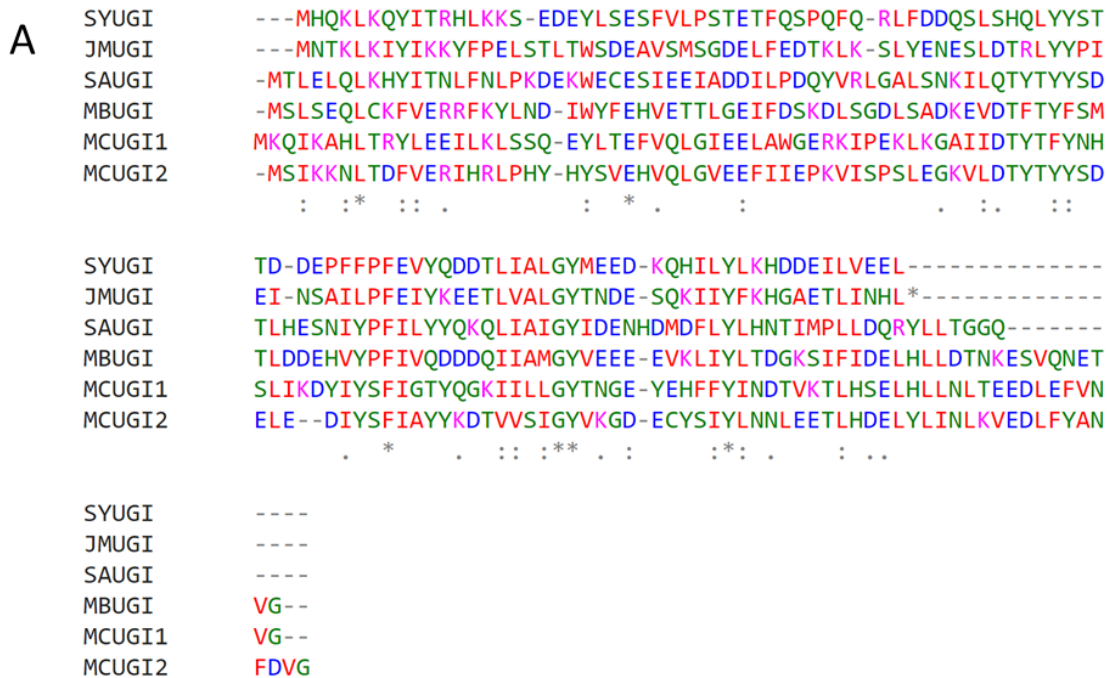 A
SYUGI ---MHQKLKQYITRHLKKS-EDEYLSESFVLPSTETFQSPQFQ-RLFDDQSLSHQLYYST
JMUGI ---MNTKLKIYIKKYFPELSTLTWSDEAVSMSGDELFEDTKLK-SLYENESLDTRLYYPI
SAUGI -MTLELQLKHYITNLFNLPKDEKWECESIEEIADDILPDQYVRLGALSNKILQTYTYYSD
MBUGI -MSLSEQLCKFVERRFKYLND-IWYFEHVETTLGEIFDSKDLSGDLSADKEVDTFTYFSM
MCUGI1 MKQIKAHLTRYLEEILKLSSQ-EYLTEFVQLGIEELAWGERKIPEKLKGAIIDTYTFYNH
MCUGI2 -MSIKKNLTDFVERIHRLPHY-HYSVEHVQLGVEEFIIEPKVISPSLEGKVLDTYTYYSD
: :* :: . : * . : . :. ::
SYUGI TD-DEPFFPFEVYQDDTLIALGYMEED-KQHILYLKHDDEILVEEL--------------
JMUGI EI-NSAILPFEIYKEETLVALGYTNDE-SQKIIYFKHGAETLINHL*-------------
SAUGI TLHESNIYPFILYYQKQLIAIGYIDENHDMDFLYLHNTIMPLLDQRYLLTGGQ-------
MBUGI TLDDEHVYPFIVQDDDQIIAMGYVEEE-EVKLIYLTDGKSIFIDELHLLDTNKESVQNET
MCUGI1 SLIKDYIYSFIGTYQGKIILLGYTNGE-YEHFFYINDTVKTLHSELHLLNLTEEDLEFVN
MCUGI2 ELE--DIYSFIAYYKDTVVSIGYVKGD-ECYSIYLNNLEETLHDELYLINLKVEDLFYAN
. * . :: :** . : :*: . : ..
SYUGI ----
JMUGI ----
SAUGI ----
MBUGI VG--
MCUGI1 VG--
MCUGI2 FDVG